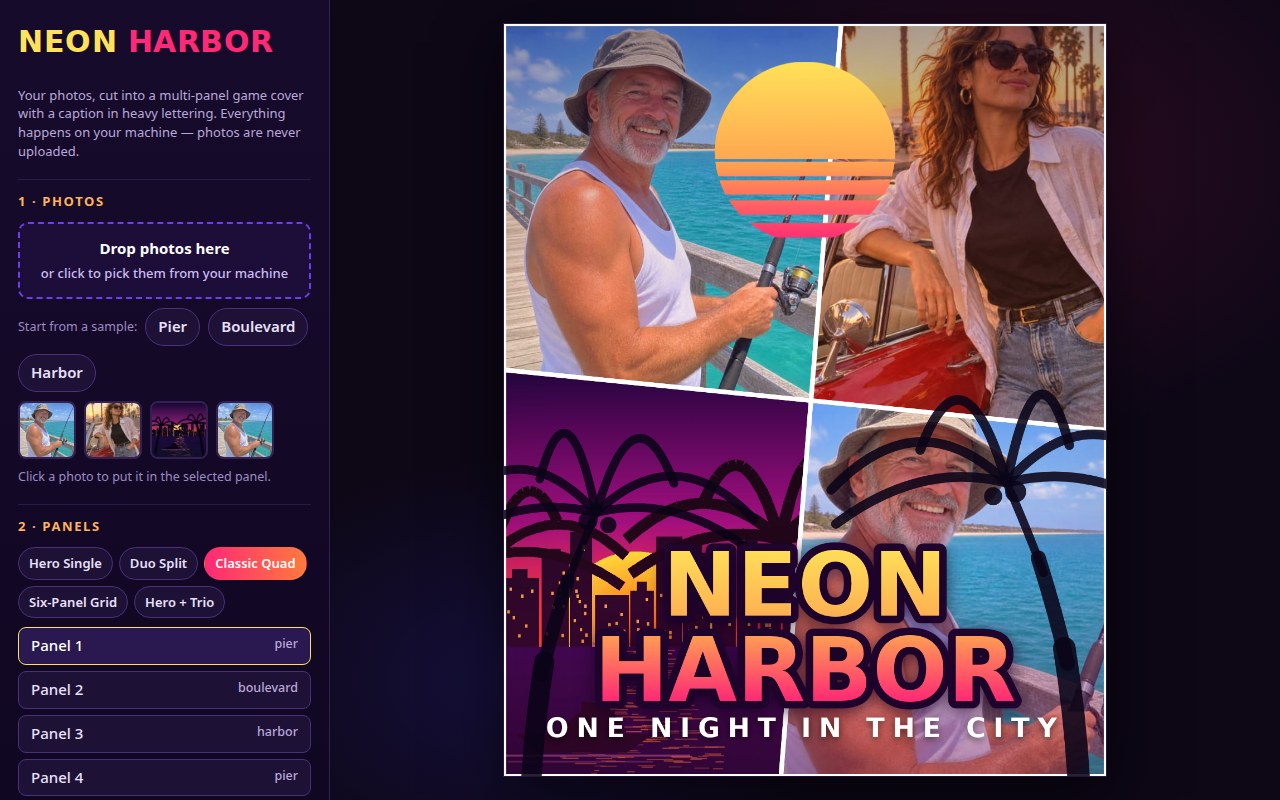 NEON HARBOR
Your photos, cut into a multi-panel game cover
with a caption in heavy lettering. Everything
happens on your machine — photos are never
uploaded.
1 · PHOTOS
Drop photos here
or click to pick them from your machine
Start from a sample: Pier Boulevard
Harbor
Click a photo to put it in the selected panel.
2 · PANELS
Hero Single Duo Split Classic Quad
Six-Panel Grid Hero + Trio
Panel 1 pier
Panel 2 boulevard
Panel 3 harbor
Panel 4 pier
NEON
HARBOR
ONE NIGHT IN THE CITY